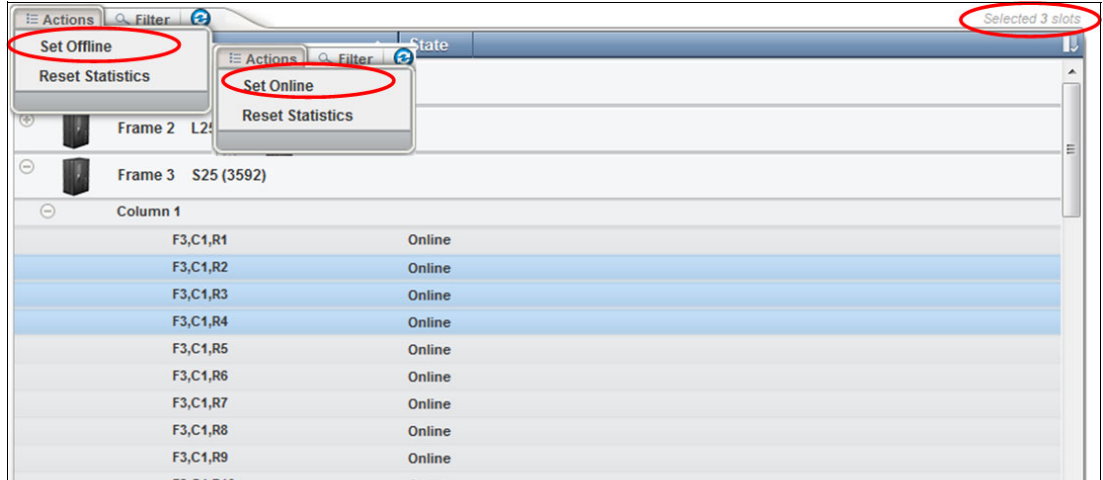 Actions Filter Selected 3 slots
Set Offline State
Actions Filter
Reset Statistics Set Online
Reset Statistics
Frame 2 L25
Frame 3 S25 (3592)
Column 1
F3,C1,R1 Online
F3,C1,R2 Online
F3,C1,R3 Online
F3,C1,R4 Online
F3,C1,R5 Online
F3,C1,R6 Online
F3,C1,R7 Online
F3,C1,R8 Online
F3,C1,R9 Online